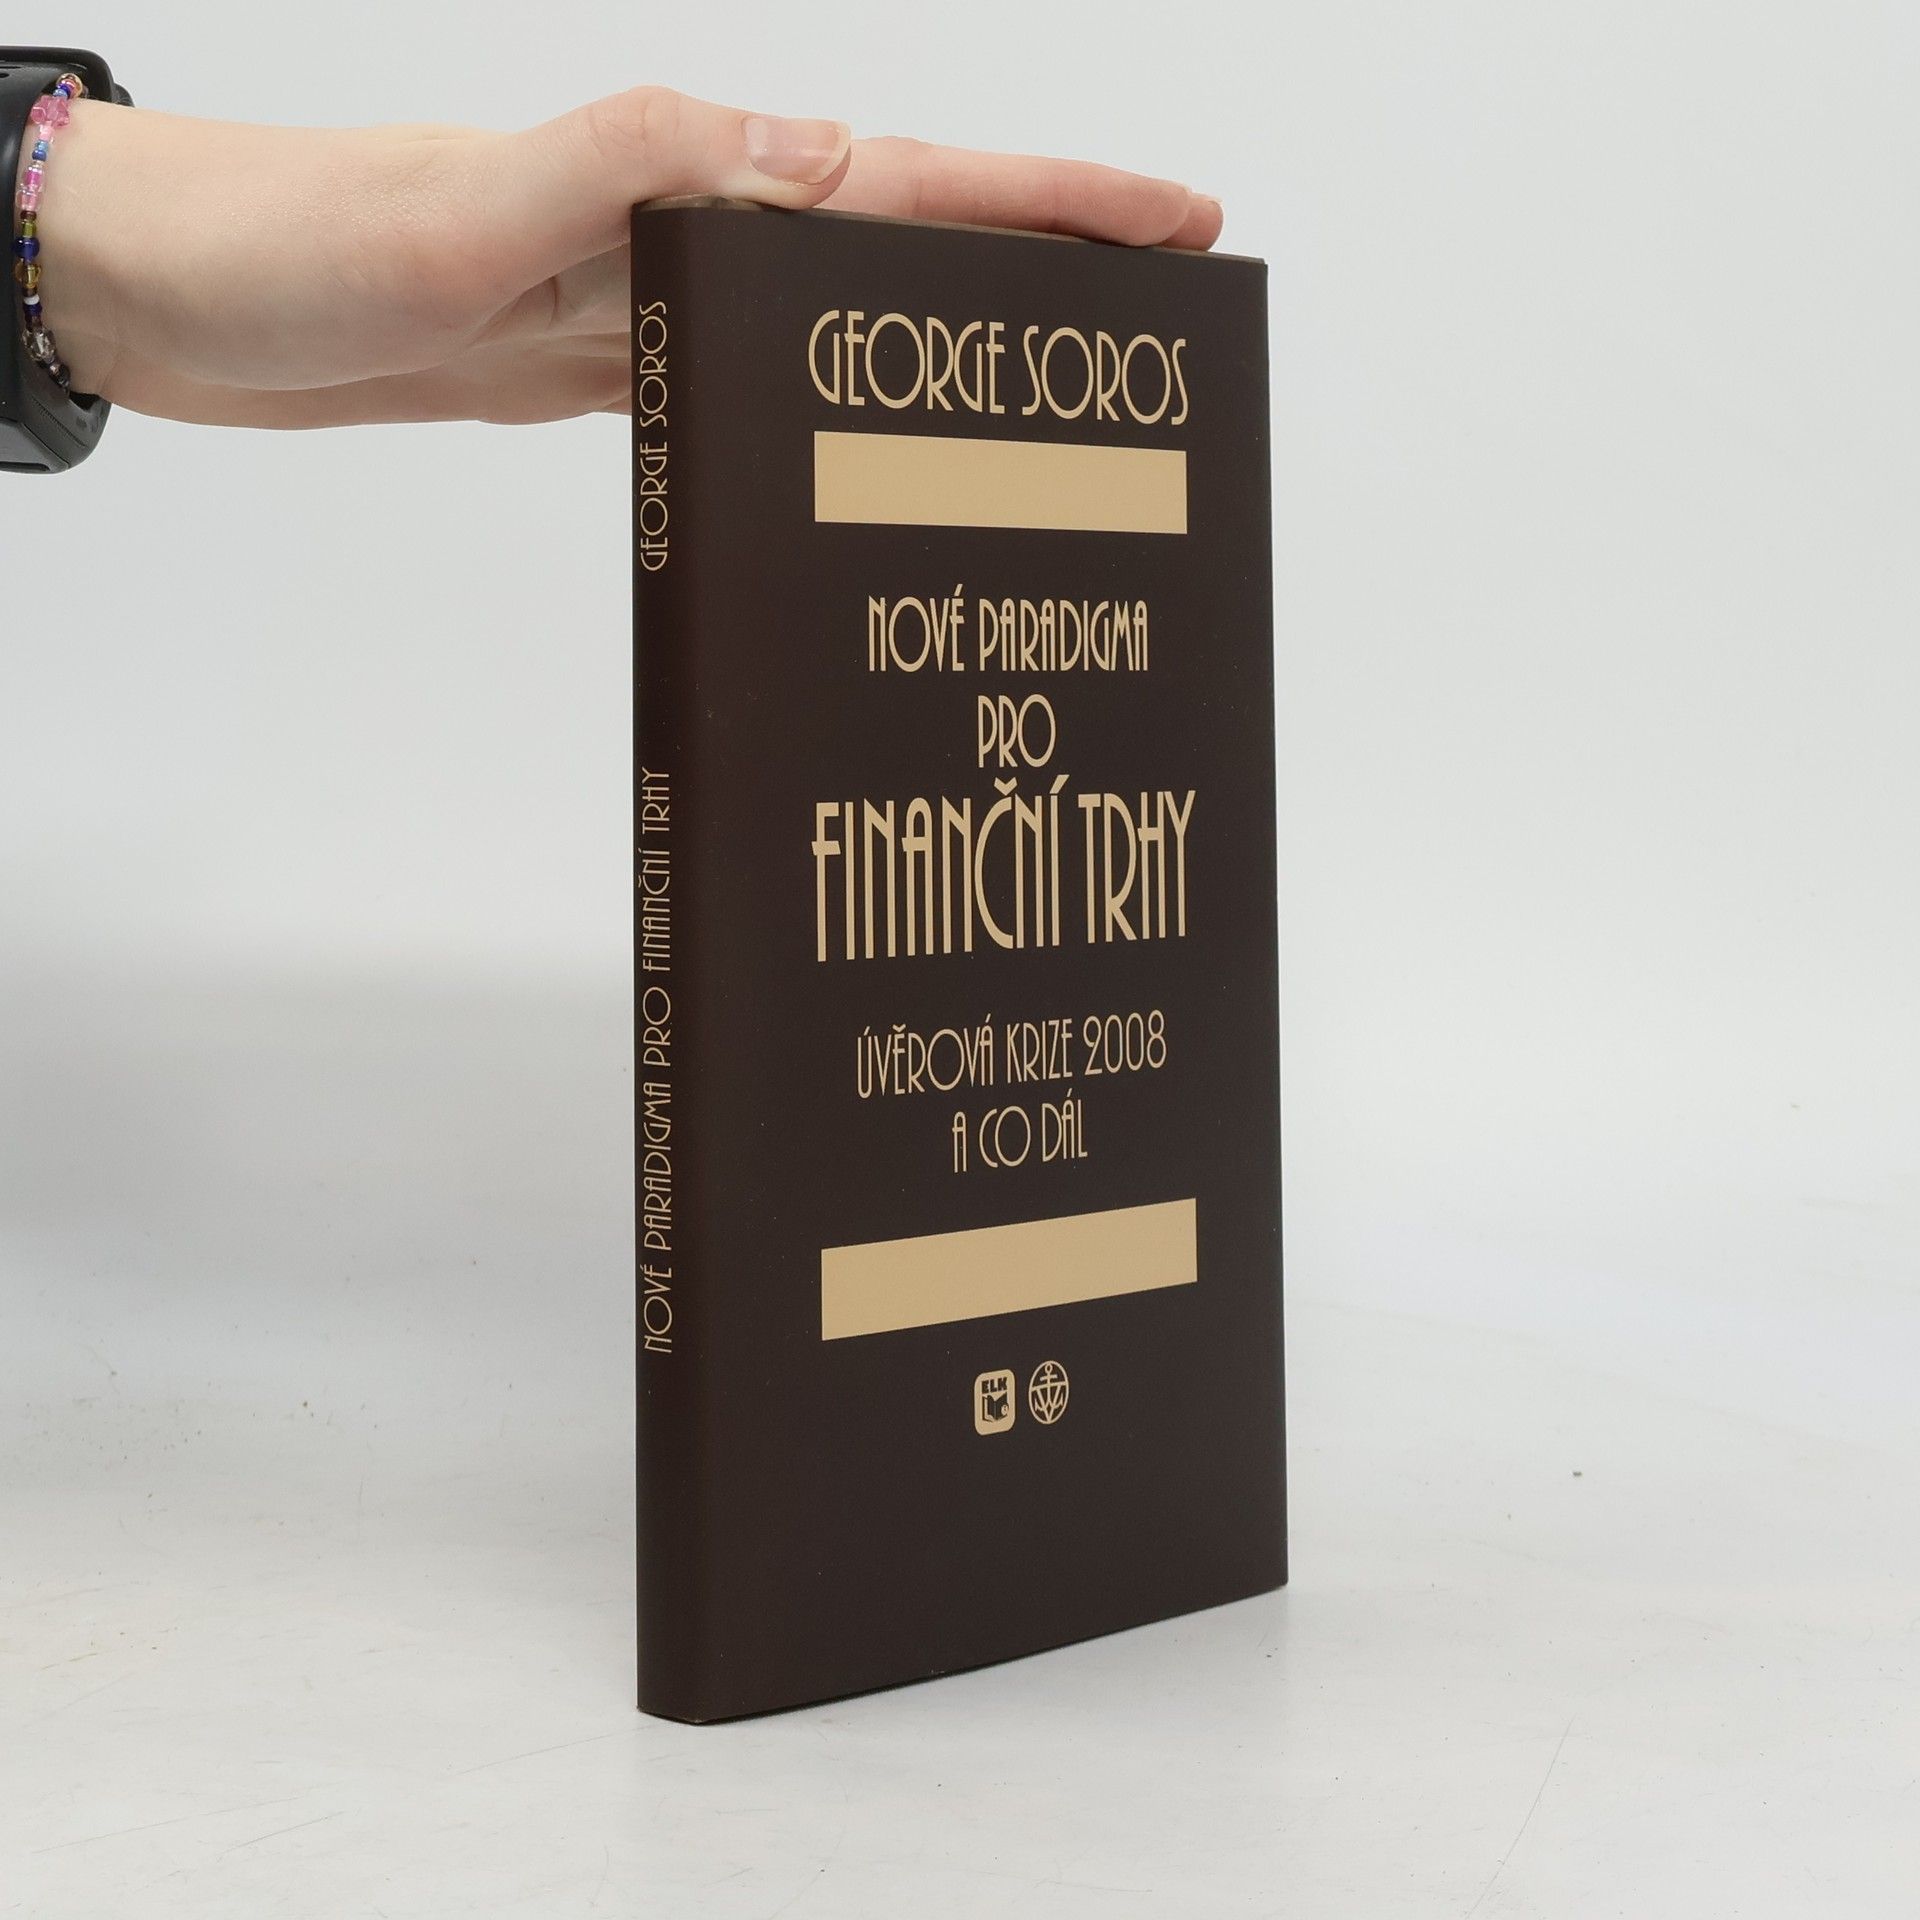 GEORGE SOROS
NOVÉ PARADIGMA
PRO
FINANČNÍ TRHY
ÚVĚROVÁ KRIZE 2008
A CO DÁL
ELK
NOVÉ PARADIGMA PRO FINANČNÍ TRHY GEORGE SOROS